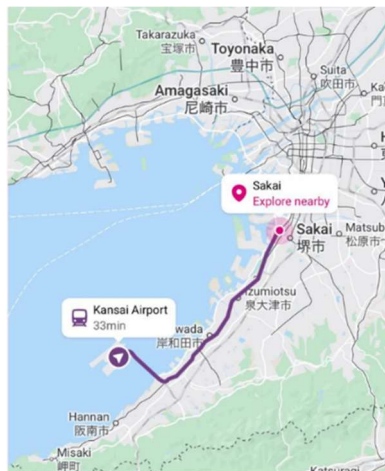 Takarazuka
宝塚市
Toyonaka
豊中市
Suita
吹田市
Amagasaki
尼崎市
Sakai
Explore nearby
Sakai
堺市
Matsub
松原市
Kansai Airport
33min
Izumiotsu
泉大津市
wada
岸和田市
Hannan
阪南市
Misaki
岬町
Katsuragi